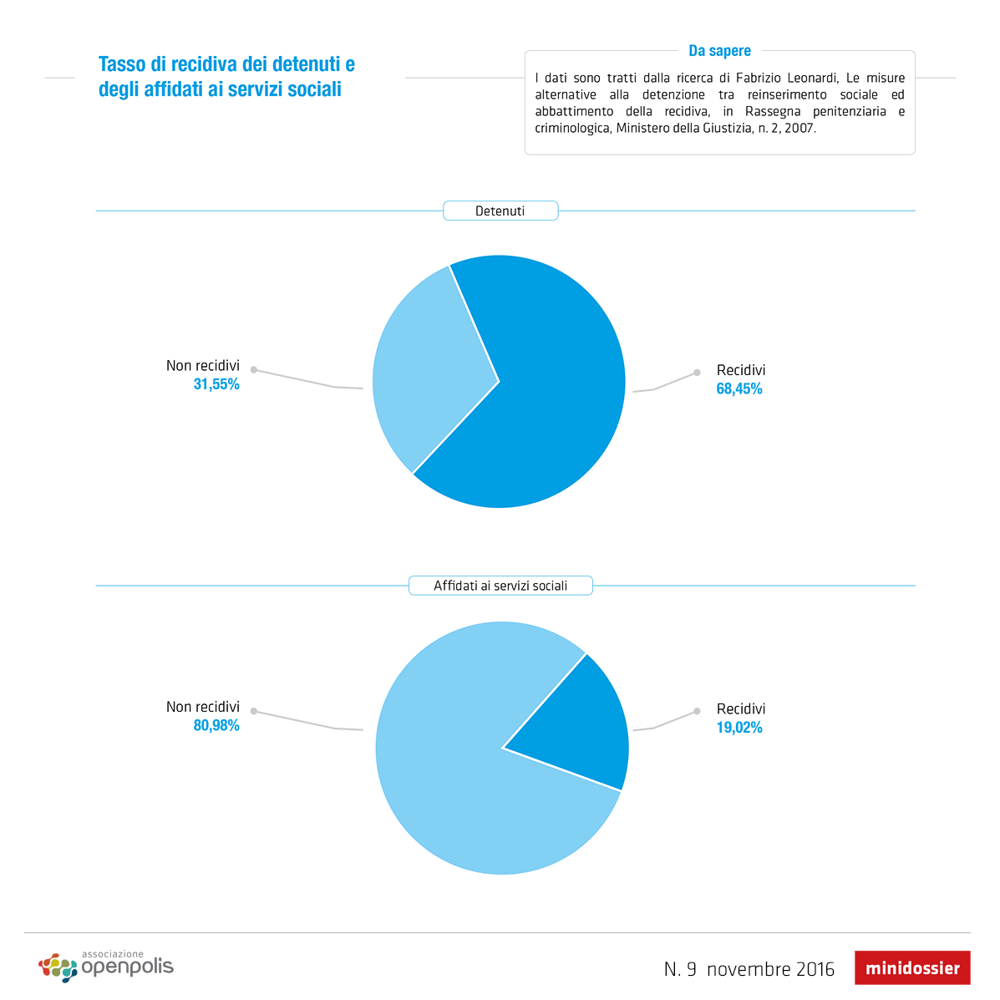 Tasso di recidiva dei detenuti e
degli affidati ai servizi sociali
Da sapere
I dati sono tratti dalla ricerca di Fabrizio Leonardi, Le misure
alternative alla detenzione tra reinserimento sociale ed
abbattimento della recidiva, in Rassegna penitenziaria e
criminologica, Ministero della Giustizia, n. 2, 2007.
Detenuti
Non recidivi
31,55%
Recidivi
68,45%
Affidati ai servizi sociali
Non recidivi
80,98%
Recidivi
19,02%
associazione
openpolis
N. 9 novembre 2016
minidossier